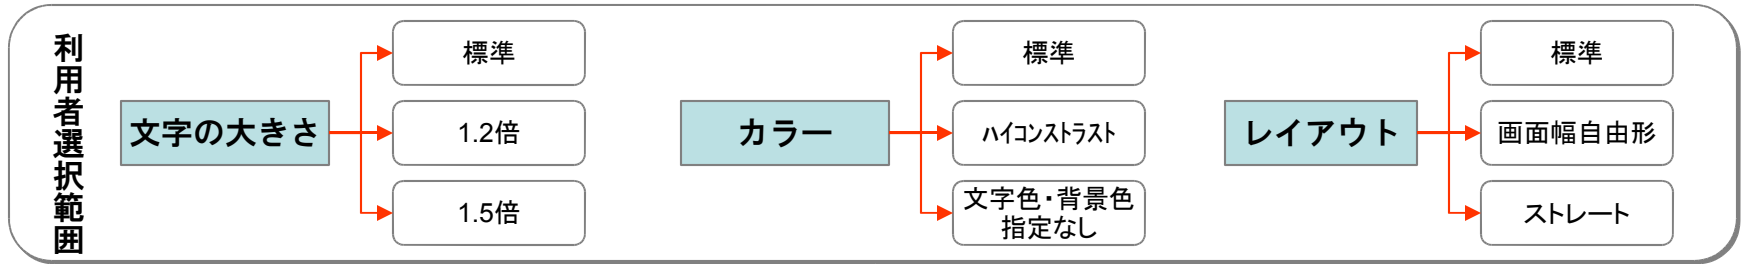 利用者選択範囲
文字の大きさ
標準
1.2倍
1.5倍
カラー
標準
ハイコンストラスト
文字色・背景色
指定なし
レイアウト
標準
画面幅自由形
ストレート